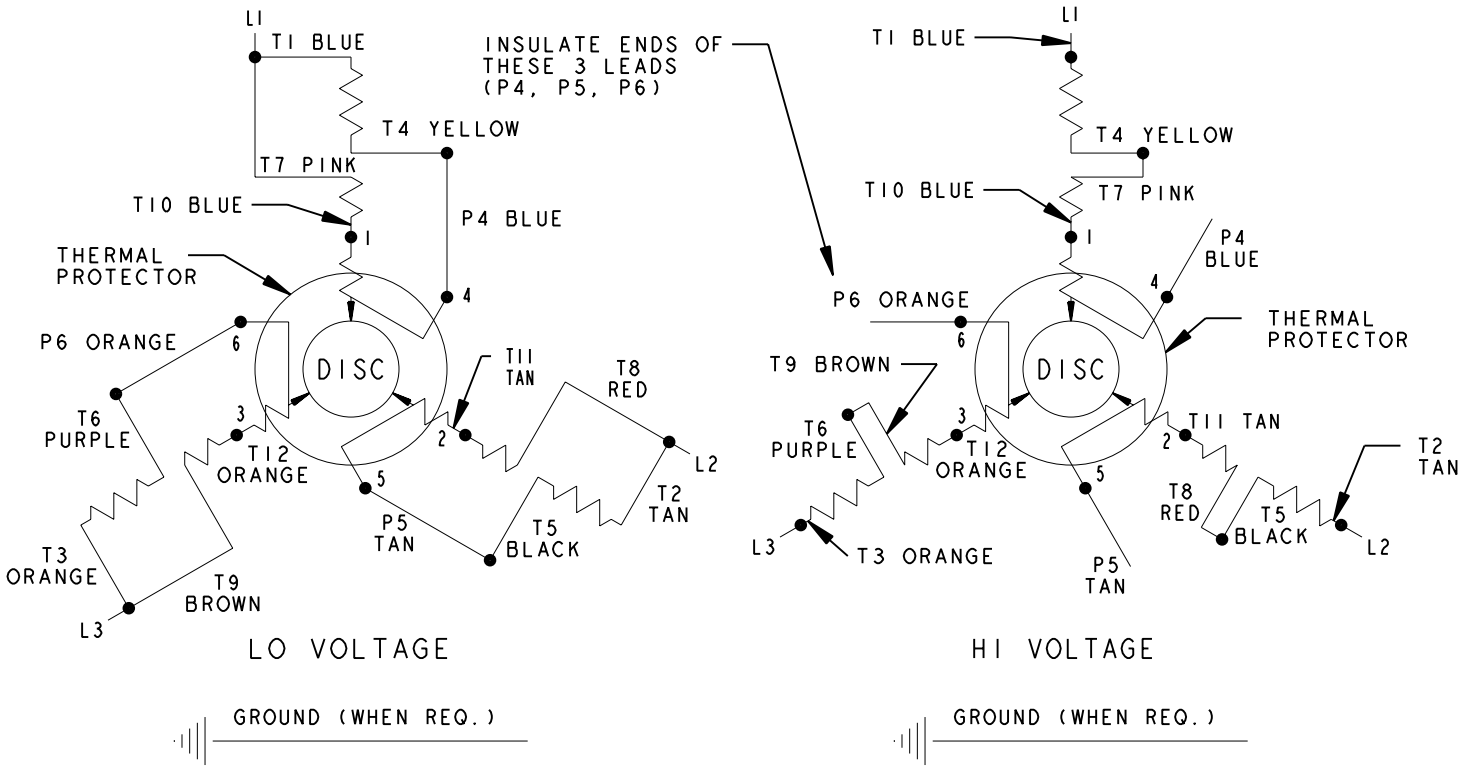 L1
T1 BLUE
T4 YELLOW
T7 PINK
T10 BLUE
1
P4 BLUE
THERMAL
PROTECTOR
4
P6 ORANGE
6
DISC
T11
TAN
T8
RED
3
2
T6
PURPLE
T12
ORANGE
5
L2
T2
TAN
P5
TAN
T5
BLACK
T3
ORANGE
T9
BROWN
L3
LO VOLTAGE
GROUND (WHEN REQ.)
INSULATE ENDS OF
THESE 3 LEADS
(P4, P5, P6)
L1
T1 BLUE
T4 YELLOW
T7 PINK
T10 BLUE
1
P4
BLUE
4
P6 ORANGE
6
THERMAL
PROTECTOR
DISC
T9 BROWN
3
T6
PURPLE
T12
ORANGE
T11 TAN
2
5
T2
TAN
T8
RED
T5
BLACK
L2
L3
T3 ORANGE
P5
TAN
HI VOLTAGE
GROUND (WHEN REQ.)